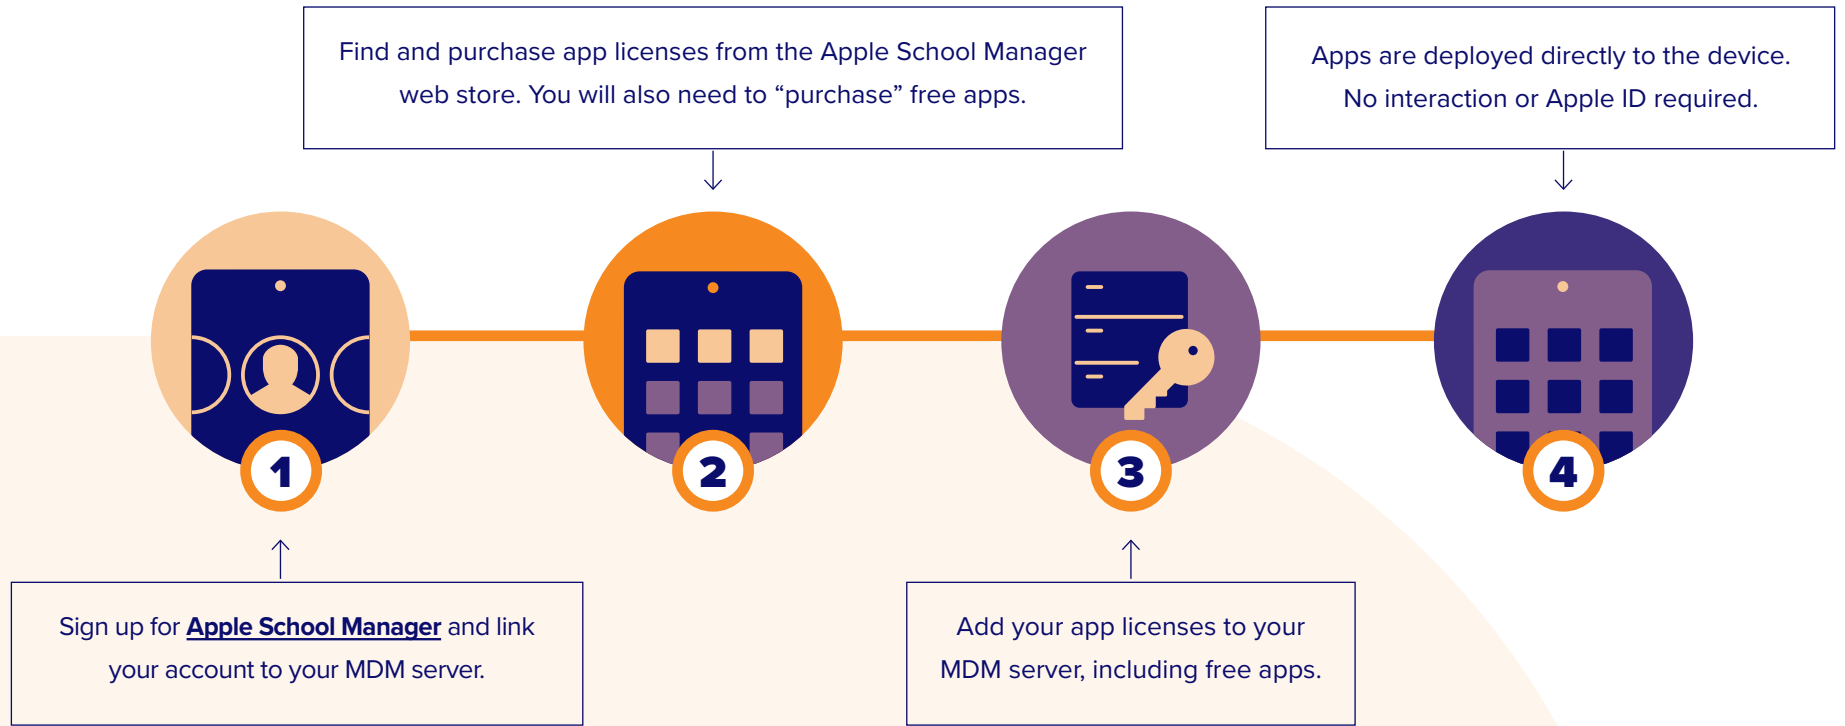 Find and purchase app licenses from the Apple School Manager
web store. You will also need to “purchase” free apps.
Apps are deployed directly to the device.
No interaction or Apple ID required.
1
2
3
4
Sign up for Apple School Manager and link
your account to your MDM server.
Add your app licenses to your
MDM server, including free apps.